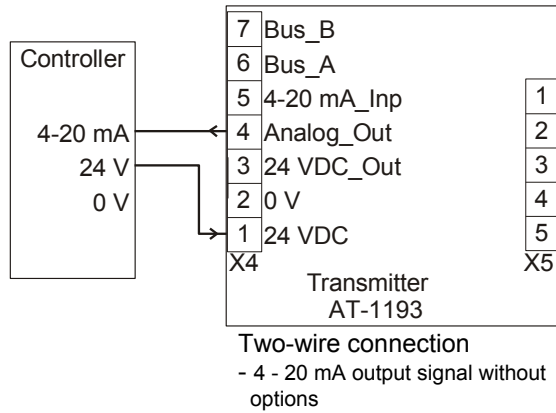 Controller
4-20 mA
24 V
0 V
7 Bus_B
6 Bus_A
5 4-20 mA_Inp
4 Analog_Out
3 24 VDC_Out
2 0 V
1 24 VDC
X4
1
2
3
4
5
X5
Transmitter
AT-1193
Two-wire connection
- 4 - 20 mA output signal without
options